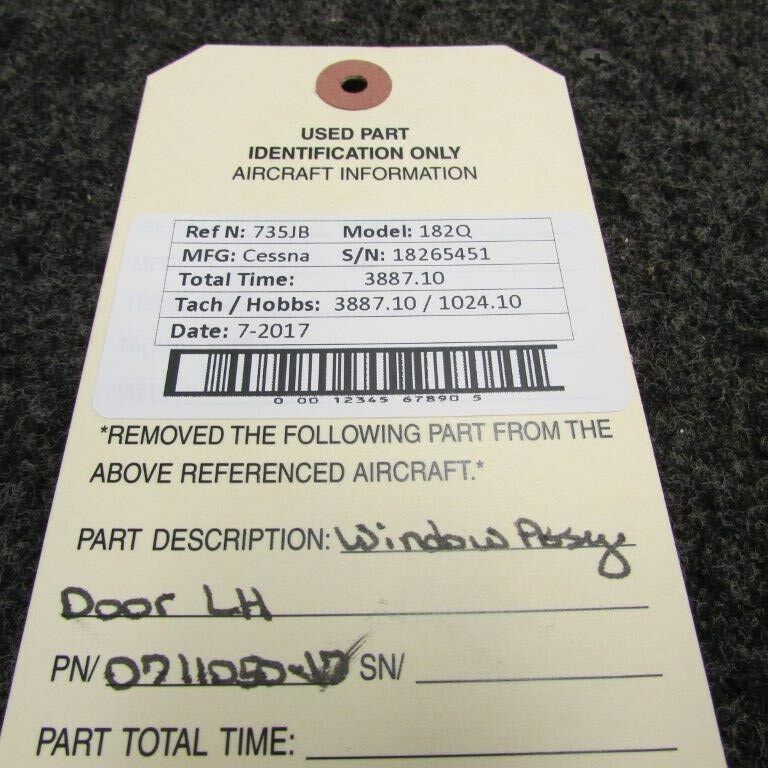 USED PART
IDENTIFICATION ONLY
AIRCRAFT INFORMATION
Ref N: 735JB Model: 182Q
MFG: Cessna S/N: 18265451
Total Time: 3887.10
Tach / Hobbs: 3887.10 / 1024.10
Date: 7-2017
0 00 12345 67890 5
*REMOVED THE FOLLOWING PART FROM THE
ABOVE REFERENCED AIRCRAFT.*
PART DESCRIPTION: Window Assy
Door LH
PN/ 0711050-17 SN/
PART TOTAL TIME: